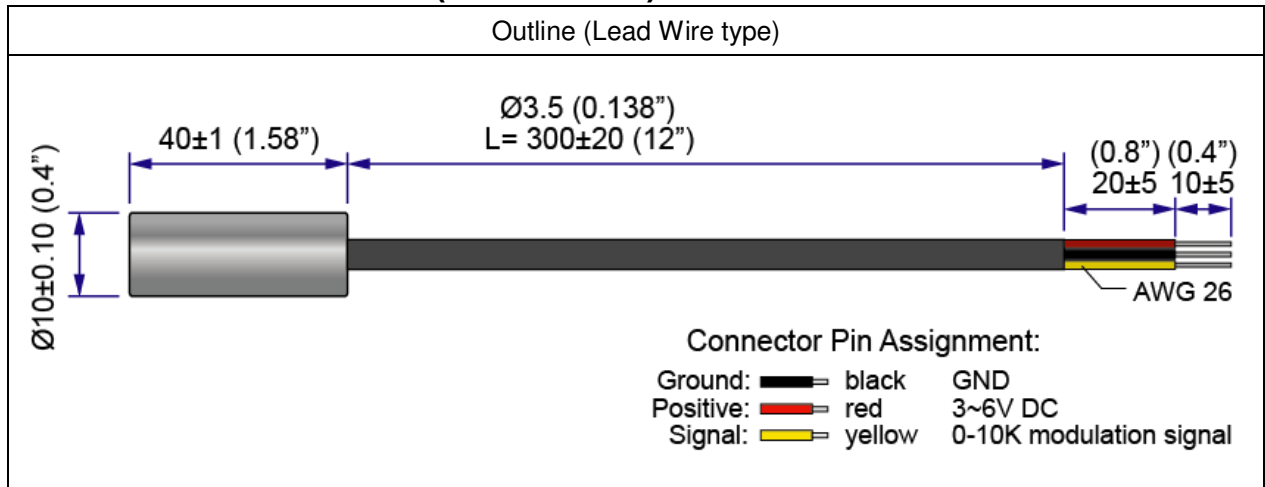 Outline (Lead Wire type)
Ø3.5 (0.138”)
40±1 (1.58”)
L= 300±20 (12”)
(0.8”) (0.4”)
20±5 10±5
Ø10±0.10 (0.4”)
AWG 26
Connector Pin Assignment:
Ground: black GND
Positive: red 3~6V DC
Signal: yellow 0-10K modulation signal